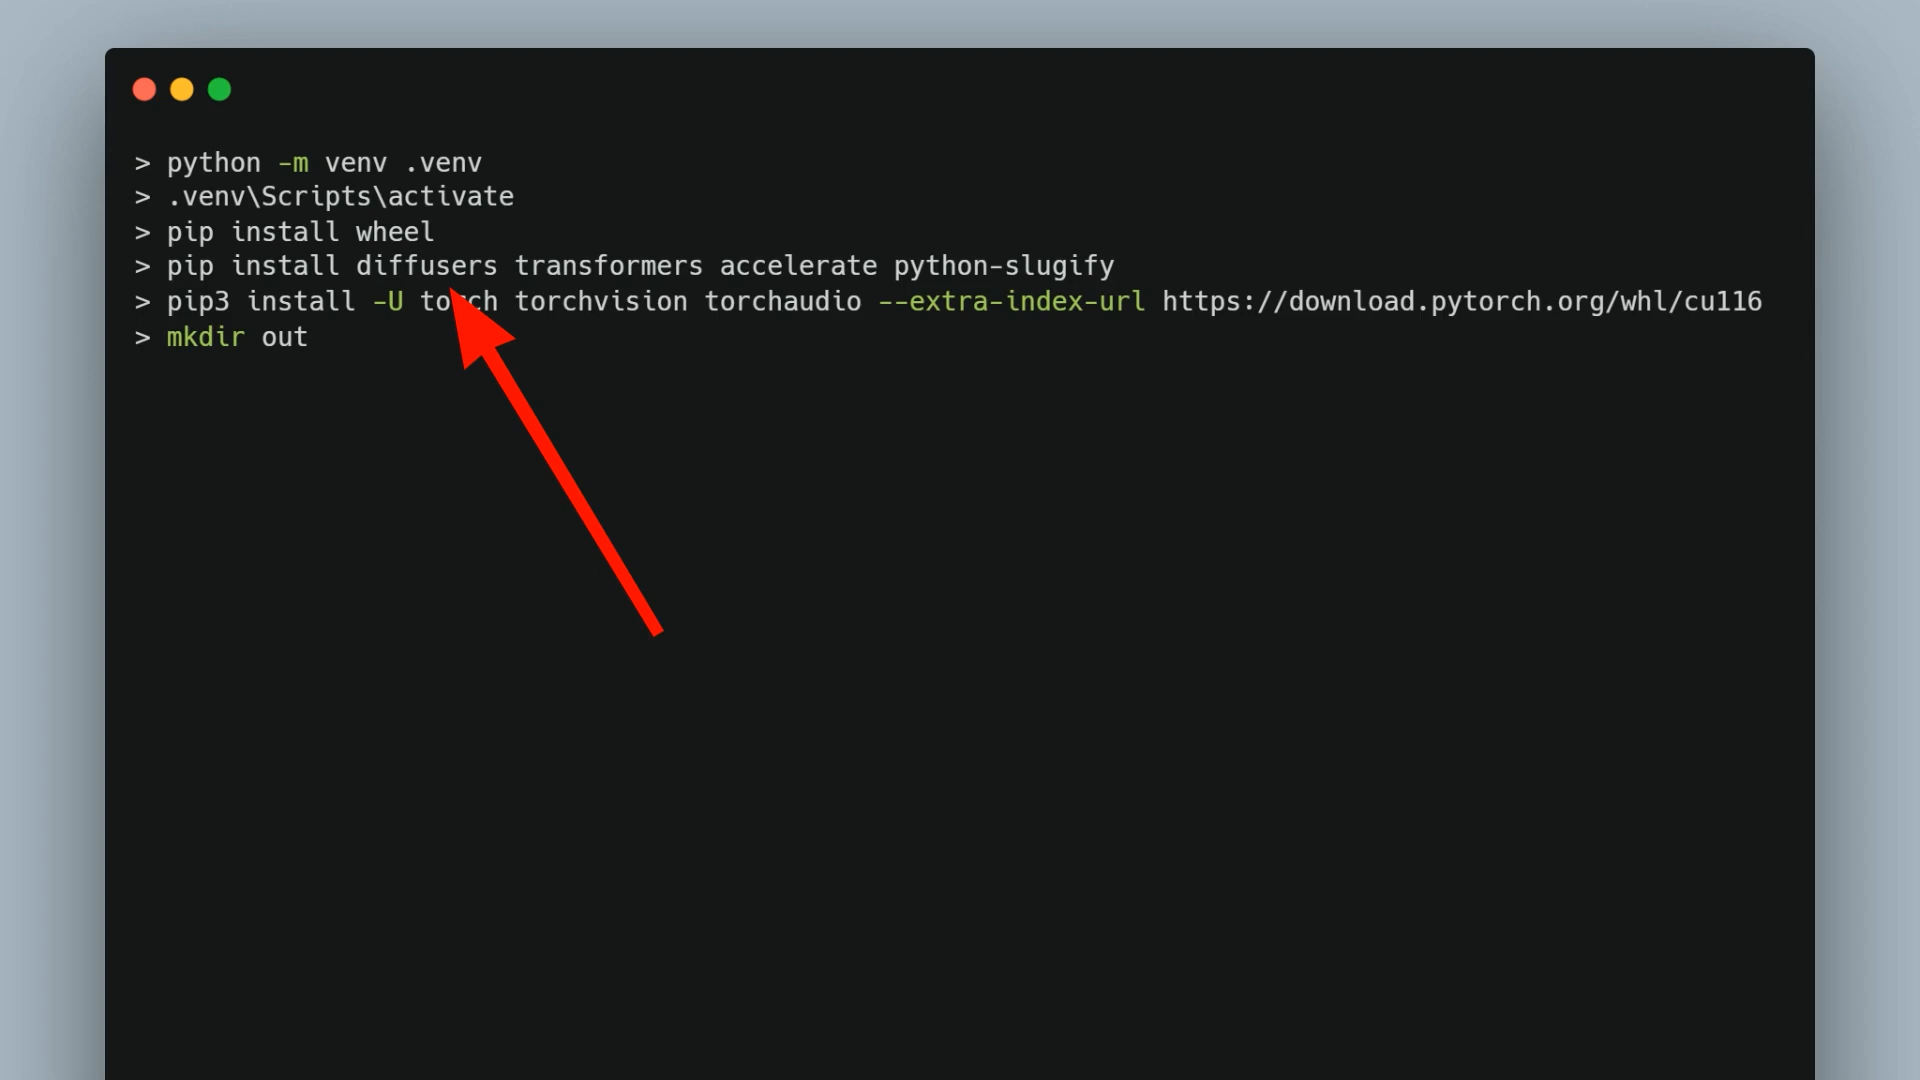 > python -m venv .venv
> .venv\Scripts\activate
> pip install wheel
> pip install diffusers transformers accelerate python-slugify
> pip3 install -U torch torchvision torchaudio --extra-index-url https://download.pytorch.org/whl/cu116
> mkdir out